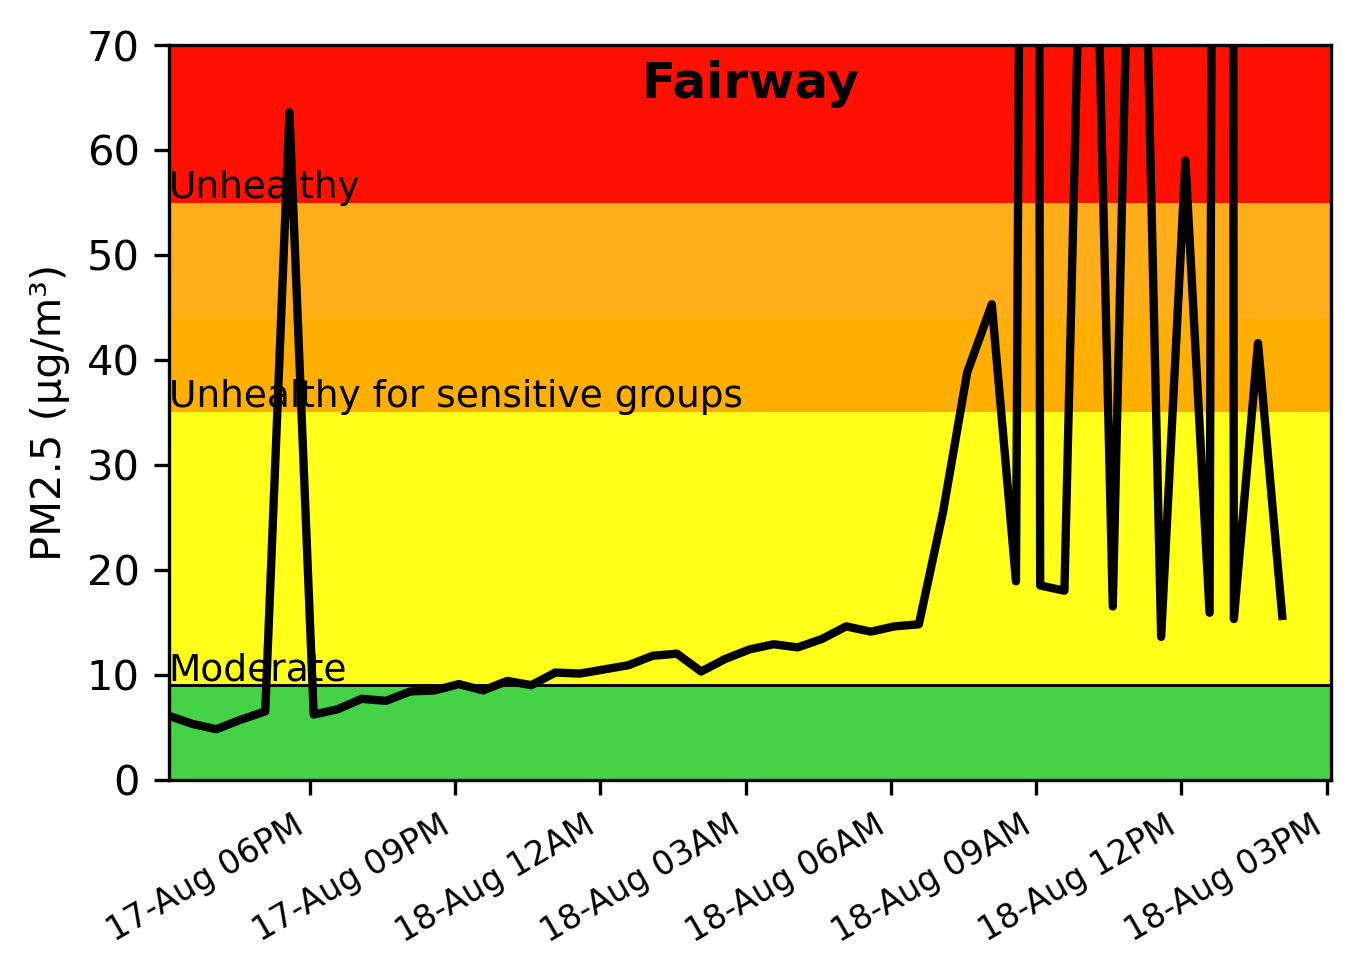 Fairway
70
60
50
40
30
20
10
0
PM2.5 (µg/m³)
Unhealthy
Unhealthy for sensitive groups
Moderate
17-Aug 06PM
17-Aug 09PM
18-Aug 12AM
18-Aug 03AM
18-Aug 06AM
18-Aug 09AM
18-Aug 12PM
18-Aug 03PM